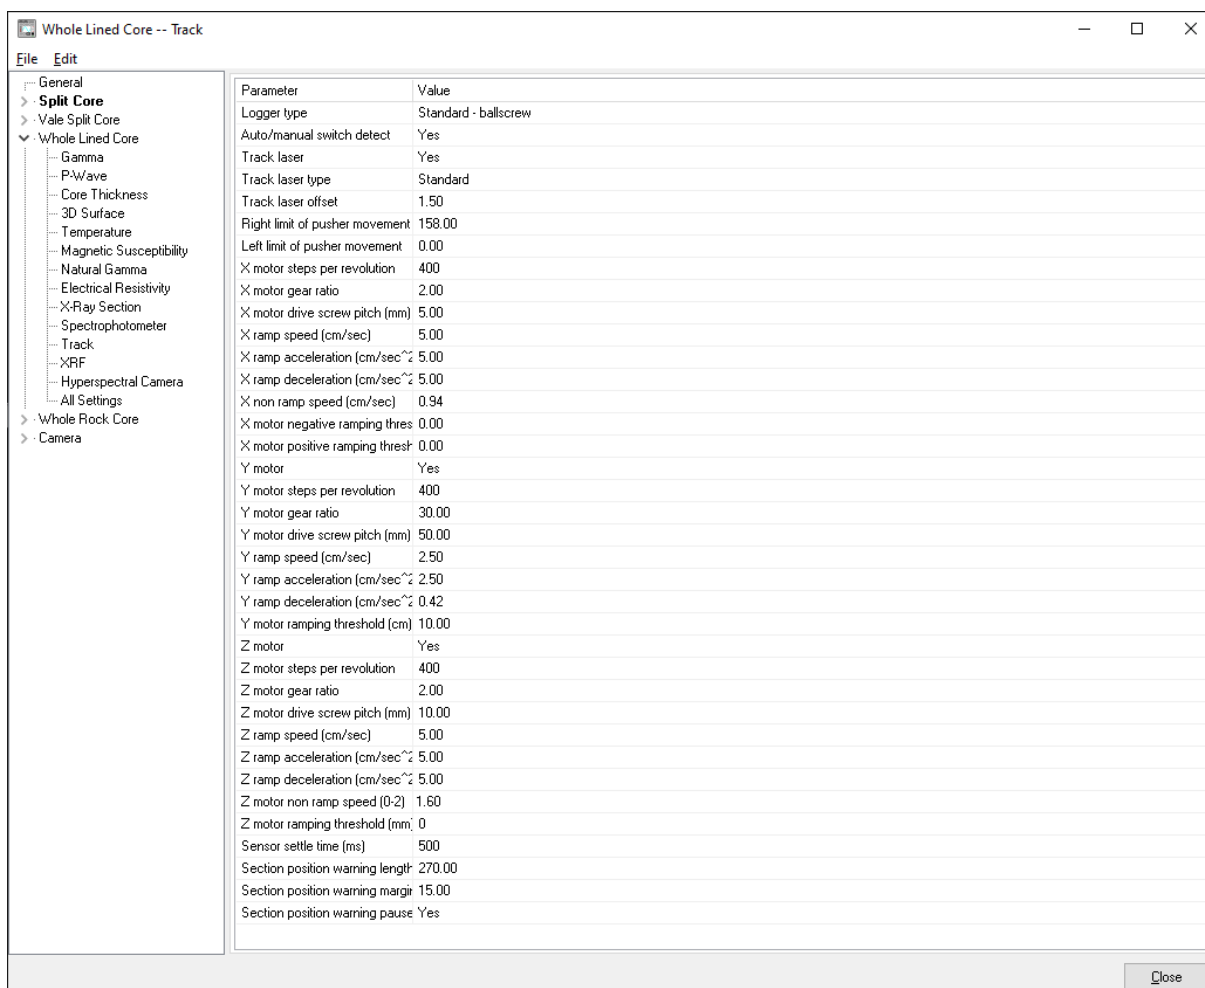 Whole Lined Core -- Track
File Edit
General
Split Core
Vale Split Core
Whole Lined Core
Gamma
P-Wave
Core Thickness
3D Surface
Temperature
Magnetic Susceptibility
Natural Gamma
Electrical Resistivity
X-Ray Section
Spectrophotometer
Track
XRF
Hyperspectral Camera
All Settings
Whole Rock Core
Camera
Parameter Value
Logger type Standard - ballscrew
Auto/manual switch detect Yes
Track laser Yes
Track laser type Standard
Track laser offset 1.50
Right limit of pusher movement 158.00
Left limit of pusher movement 0.00
X motor steps per revolution 400
X motor gear ratio 2.00
X motor drive screw pitch (mm) 5.00
X ramp speed (cm/sec) 5.00
X ramp acceleration (cm/sec^2 5.00
X ramp deceleration (cm/sec^2 5.00
X non ramp speed (cm/sec) 0.94
X motor negative ramping thres 0.00
X motor positive ramping thresh 0.00
Y motor Yes
Y motor steps per revolution 400
Y motor gear ratio 30.00
Y motor drive screw pitch (mm) 50.00
Y ramp speed (cm/sec) 2.50
Y ramp acceleration (cm/sec^2 2.50
Y ramp deceleration (cm/sec^2 0.42
Y motor ramping threshold (cm) 10.00
Z motor Yes
Z motor steps per revolution 400
Z motor gear ratio 2.00
Z motor drive screw pitch (mm) 10.00
Z ramp speed (cm/sec) 5.00
Z ramp acceleration (cm/sec^2 5.00
Z ramp deceleration (cm/sec^2 5.00
Z motor non ramp speed (0-2) 1.60
Z motor ramping threshold (mm) 0
Sensor settle time (ms) 500
Section position warning length 270.00
Section position warning margin 15.00
Section position warning pause Yes
Close